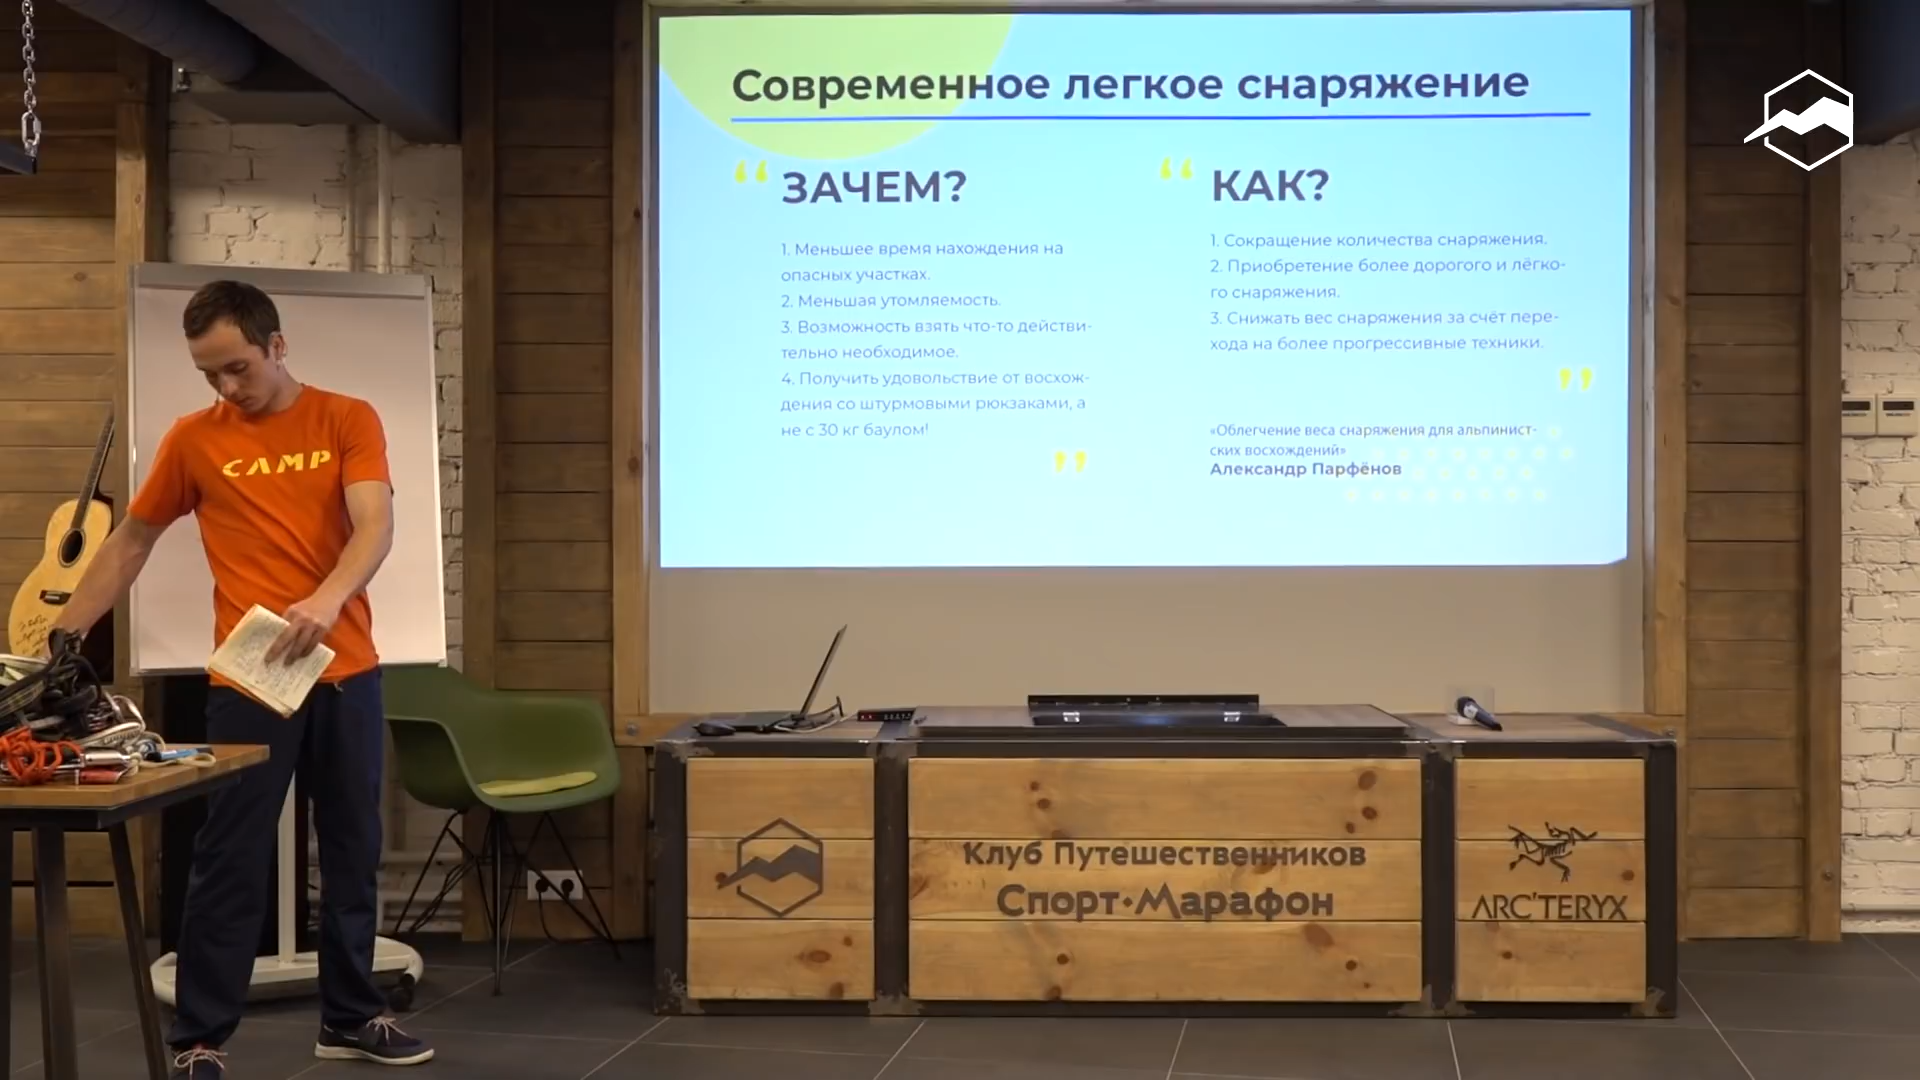 Современное легкое снаряжение
ЗАЧЕМ?
1. Меньшее время нахождения на
опасных участках.
2. Меньшая утомляемость.
3. Возможность взять что-то действи-
тельно необходимое.
4. Получить удовольствие от восхож-
дения со штурмовыми рюкзаками, а
не с 30 кг баулом!
КАК?
1. Сокращение количества снаряжения.
2. Приобретение более дорогого и лёгко-
го снаряжения.
3. Снижать вес снаряжения за счёт пере-
хода на более прогрессивные техники.
«Облегчение веса снаряжения для альпинист-
ских восхождений»
Александр Парфёнов
CAMP
Клуб Путешественников
Спорт·Марафон
ARC'TERYX